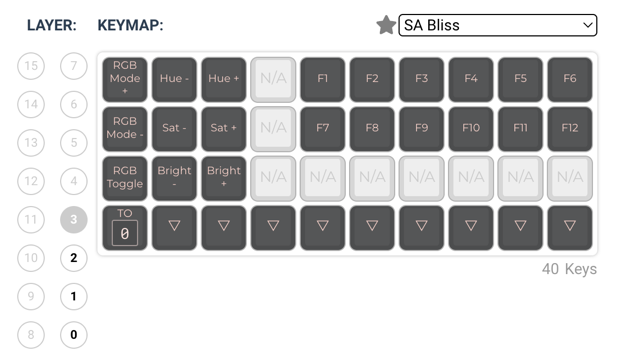 LAYER: KEYMAP: SA Bliss
15 7
14 6
13 5
12 4
11 3
10 2
9 1
8 0
RGB Mode + Hue - Hue + N/A F1 F2 F3 F4 F5 F6
RGB Mode - Sat - Sat + N/A F7 F8 F9 F10 F11 F12
RGB Toggle Bright - Bright + N/A N/A N/A N/A N/A N/A N/A
TO 0 ▽ ▽ ▽ ▽ ▽ ▽ ▽ ▽ ▽
40 Keys